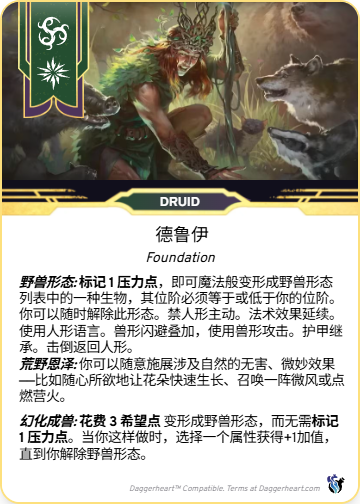 DRUID
德鲁伊
Foundation
野兽形态:标记 1 压力点，即可魔法般变形成野兽形态
列表中的一种生物，其位阶必须等于或低于你的位阶。
你可以随时解除此形态。禁人形主动。法术效果延续。
使用人形语言。兽形闪避叠加，使用兽形攻击。护甲继
承。击倒返回人形。
荒野恩泽:你可以随意施展涉及自然的无害、微妙效果
——比如随心所欲地让花朵快速生长、召唤一阵微风或点
燃营火。
幻化成兽:花费 3 希望点 变形成野兽形态，而无需标记
1 压力点。当你这样做时，选择一个属性获得+1加值，
直到你解除野兽形态。
Daggerheart™ Compatible. Terms at Daggerheart.com